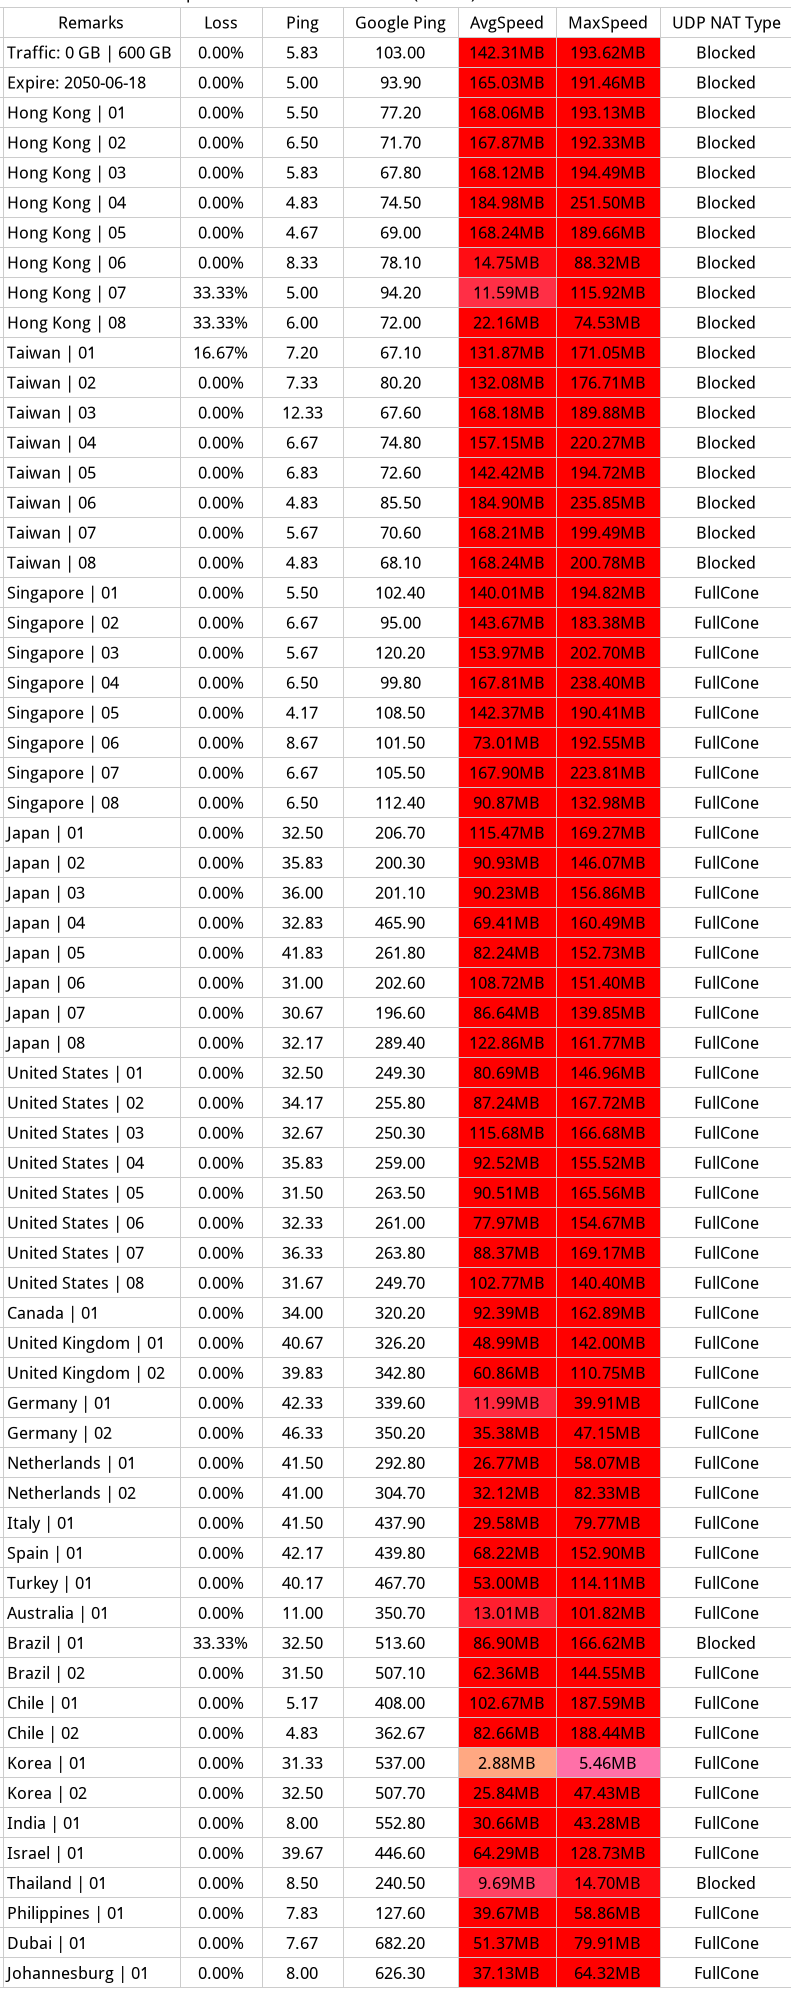 Remarks Loss Ping Google Ping AvgSpeed MaxSpeed UDP NAT Type
Traffic: 0 GB | 600 GB 0.00% 5.83 103.00 142.31MB 193.62MB Blocked
Expire: 2050-06-18 0.00% 5.00 93.90 165.03MB 191.46MB Blocked
Hong Kong | 01 0.00% 5.50 77.20 168.06MB 193.13MB Blocked
Hong Kong | 02 0.00% 6.50 71.70 167.87MB 192.33MB Blocked
Hong Kong | 03 0.00% 5.83 67.80 168.12MB 194.49MB Blocked
Hong Kong | 04 0.00% 4.83 74.50 184.98MB 251.50MB Blocked
Hong Kong | 05 0.00% 4.67 69.00 168.24MB 189.66MB Blocked
Hong Kong | 06 0.00% 8.33 78.10 14.75MB 88.32MB Blocked
Hong Kong | 07 33.33% 5.00 94.20 11.59MB 115.92MB Blocked
Hong Kong | 08 33.33% 6.00 72.00 22.16MB 74.53MB Blocked
Taiwan | 01 16.67% 7.20 67.10 131.87MB 171.05MB Blocked
Taiwan | 02 0.00% 7.33 80.20 132.08MB 176.71MB Blocked
Taiwan | 03 0.00% 12.33 67.60 168.18MB 189.88MB Blocked
Taiwan | 04 0.00% 6.67 74.80 157.15MB 220.27MB Blocked
Taiwan | 05 0.00% 6.83 72.60 142.42MB 194.72MB Blocked
Taiwan | 06 0.00% 4.83 85.50 184.90MB 235.85MB Blocked
Taiwan | 07 0.00% 5.67 70.60 168.21MB 199.49MB Blocked
Taiwan | 08 0.00% 4.83 68.10 168.24MB 200.78MB Blocked
Singapore | 01 0.00% 5.50 102.40 140.01MB 194.82MB FullCone
Singapore | 02 0.00% 6.67 95.00 143.67MB 183.38MB FullCone
Singapore | 03 0.00% 5.67 120.20 153.97MB 202.70MB FullCone
Singapore | 04 0.00% 6.50 99.80 167.81MB 238.40MB FullCone
Singapore | 05 0.00% 4.17 108.50 142.37MB 190.41MB FullCone
Singapore | 06 0.00% 8.67 101.50 73.01MB 192.55MB FullCone
Singapore | 07 0.00% 6.67 105.50 167.90MB 223.81MB FullCone
Singapore | 08 0.00% 6.50 112.40 90.87MB 132.98MB FullCone
Japan | 01 0.00% 32.50 206.70 115.47MB 169.27MB FullCone
Japan | 02 0.00% 35.83 200.30 90.93MB 146.07MB FullCone
Japan | 03 0.00% 36.00 201.10 90.23MB 156.86MB FullCone
Japan | 04 0.00% 32.83 465.90 69.41MB 160.49MB FullCone
Japan | 05 0.00% 41.83 261.80 82.24MB 152.73MB FullCone
Japan | 06 0.00% 31.00 202.60 108.72MB 151.40MB FullCone
Japan | 07 0.00% 30.67 196.60 86.64MB 139.85MB FullCone
Japan | 08 0.00% 32.17 289.40 122.86MB 161.77MB FullCone
United States | 01 0.00% 32.50 249.30 80.69MB 146.96MB FullCone
United States | 02 0.00% 34.17 255.80 87.24MB 167.72MB FullCone
United States | 03 0.00% 32.67 250.30 115.68MB 166.68MB FullCone
United States | 04 0.00% 35.83 259.00 92.52MB 155.52MB FullCone
United States | 05 0.00% 31.50 263.50 90.51MB 165.56MB FullCone
United States | 06 0.00% 32.33 261.00 77.97MB 154.67MB FullCone
United States | 07 0.00% 36.33 263.80 88.37MB 169.17MB FullCone
United States | 08 0.00% 31.67 249.70 102.77MB 140.40MB FullCone
Canada | 01 0.00% 34.00 320.20 92.39MB 162.89MB FullCone
United Kingdom | 01 0.00% 40.67 326.20 48.99MB 142.00MB FullCone
United Kingdom | 02 0.00% 39.83 342.80 60.86MB 110.75MB FullCone
Germany | 01 0.00% 42.33 339.60 11.99MB 39.91MB FullCone
Germany | 02 0.00% 46.33 350.20 35.38MB 47.15MB FullCone
Netherlands | 01 0.00% 41.50 292.80 26.77MB 58.07MB FullCone
Netherlands | 02 0.00% 41.00 304.70 32.12MB 82.33MB FullCone
Italy | 01 0.00% 41.50 437.90 29.58MB 79.77MB FullCone
Spain | 01 0.00% 42.17 439.80 68.22MB 152.90MB FullCone
Turkey | 01 0.00% 40.17 467.70 53.00MB 114.11MB FullCone
Australia | 01 0.00% 11.00 350.70 13.01MB 101.82MB FullCone
Brazil | 01 33.33% 32.50 513.60 86.90MB 166.62MB Blocked
Brazil | 02 0.00% 31.50 507.10 62.36MB 144.55MB FullCone
Chile | 01 0.00% 5.17 408.00 102.67MB 187.59MB FullCone
Chile | 02 0.00% 4.83 362.67 82.66MB 188.44MB FullCone
Korea | 01 0.00% 31.33 537.00 2.88MB 5.46MB FullCone
Korea | 02 0.00% 32.50 507.70 25.84MB 47.43MB FullCone
India | 01 0.00% 8.00 552.80 30.66MB 43.28MB FullCone
Israel | 01 0.00% 39.67 446.60 64.29MB 128.73MB FullCone
Thailand | 01 0.00% 8.50 240.50 9.69MB 14.70MB Blocked
Philippines | 01 0.00% 7.83 127.60 39.67MB 58.86MB FullCone
Dubai | 01 0.00% 7.67 682.20 51.37MB 79.91MB FullCone
Johannesburg | 01 0.00% 8.00 626.30 37.13MB 64.32MB FullCone